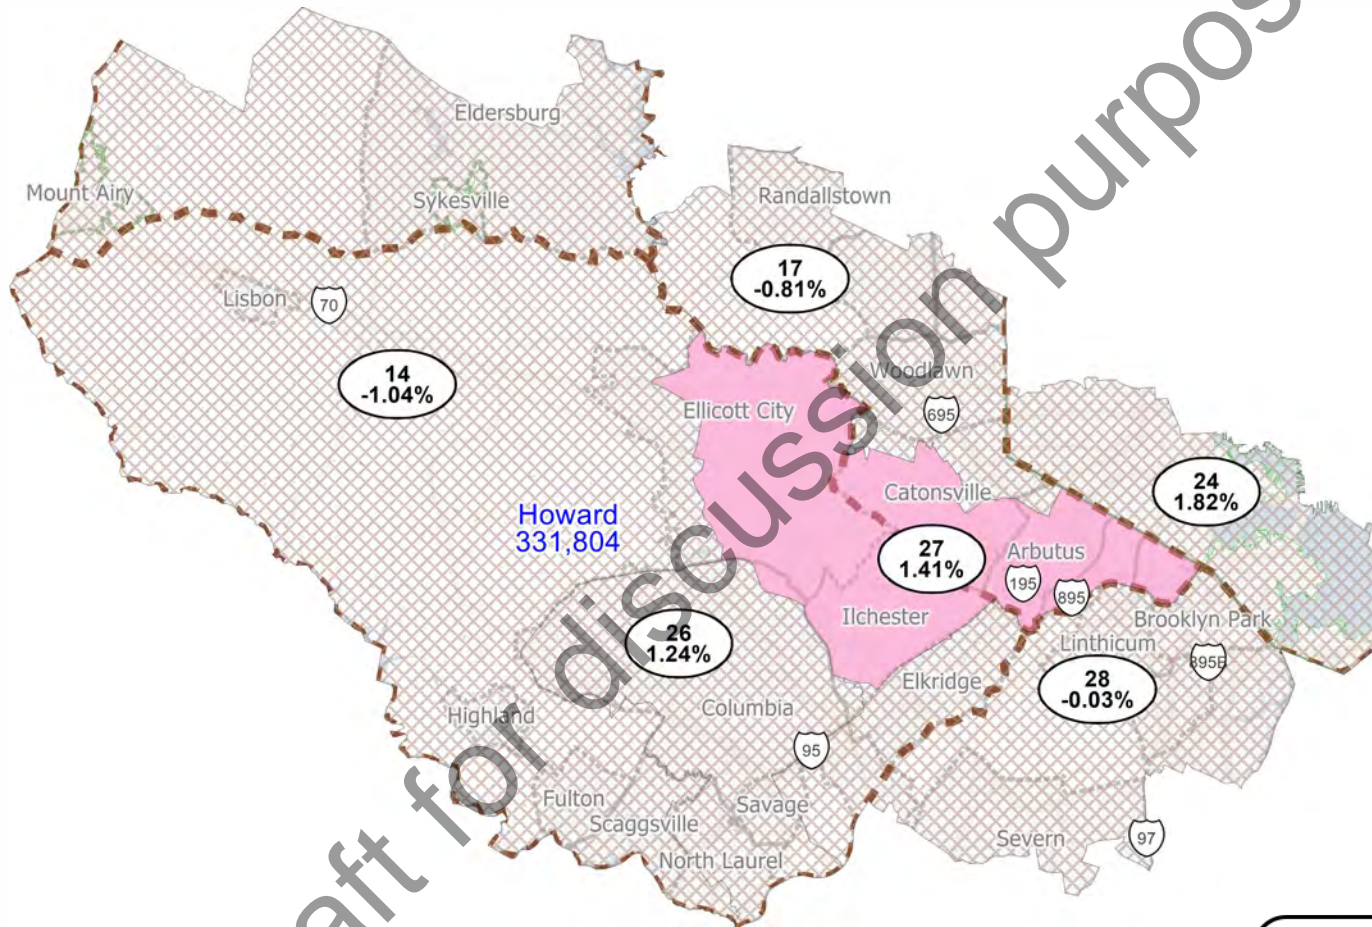 Eldersburg
Mount Airy
Sykesville
Randallstown
17
-0.81%
Lisbon
70
14
-1.04%
Woodlawn
Ellicott City
695
Catonsville
24
1.82%
Howard
331,804
27
1.41%
Arbutus
195
895
Ilchester
Brooklyn Park
26
1.24%
Linthicum
895B
Elkridge
28
-0.03%
Highland
Columbia
95
Fulton
Savage
Scaggsville
Severn
97
North Laurel
for discussion